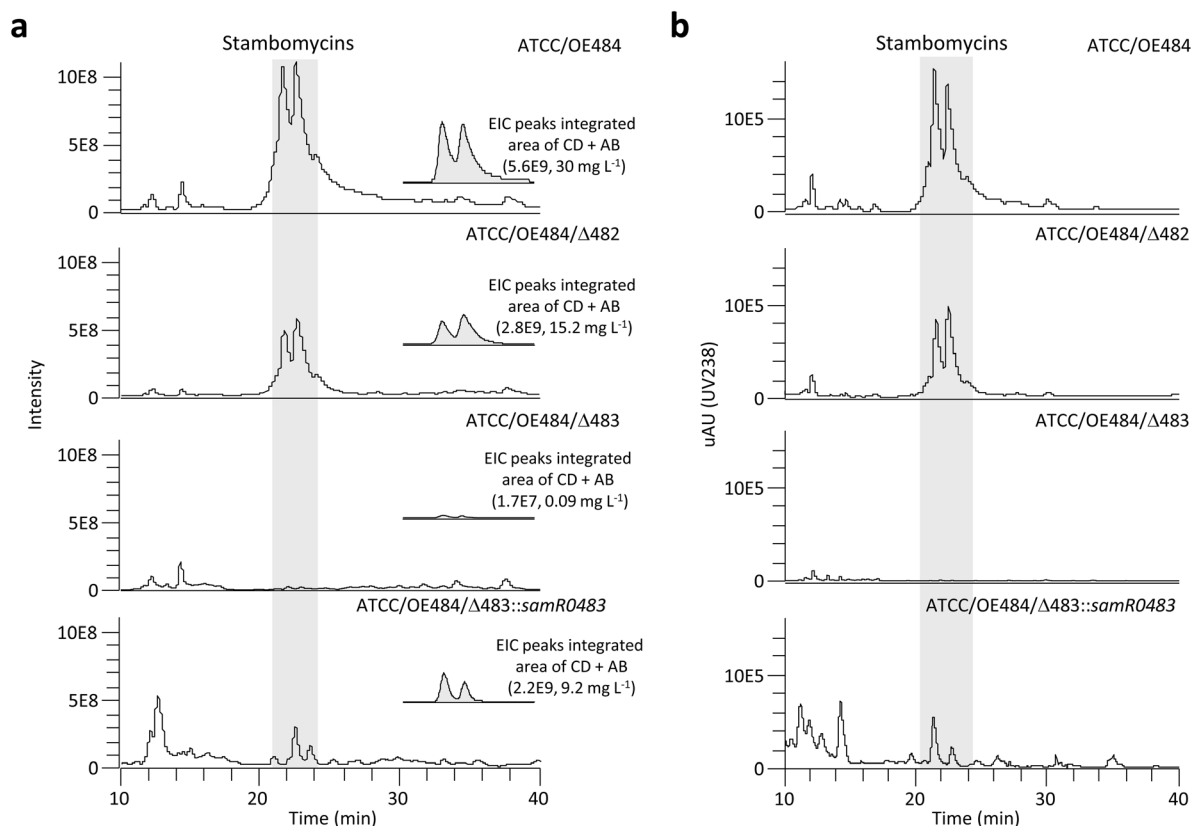 a
Stambomycins
ATCC/OE484
10E8
5E8
0
EIC peaks integrated
area of CD + AB
(5.6E9, 30 mg L-1)
ATCC/OE484/Δ482
10E8
5E8
0
EIC peaks integrated
area of CD + AB
(2.8E9, 15.2 mg L-1)
ATCC/OE484/Δ483
10E8
5E8
0
EIC peaks integrated
area of CD + AB
(1.7E7, 0.09 mg L-1)
ATCC/OE484/Δ483::samR0483
10E8
5E8
0
EIC peaks integrated
area of CD + AB
(2.2E9, 9.2 mg L-1)
Intensity
10
20
30
40
Time (min)
b
Stambomycins
ATCC/OE484
10E5
0
ATCC/OE484/Δ482
10E5
0
ATCC/OE484/Δ483
10E5
0
ATCC/OE484/Δ483::samR0483
10E5
0
uAU (UV238)
10
20
30
40
Time (min)